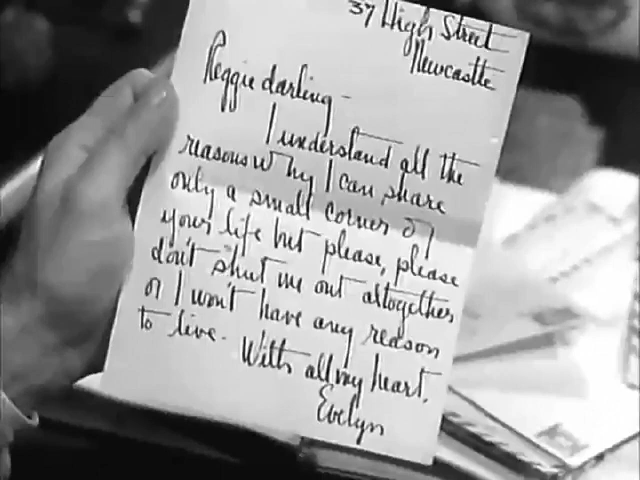 37 High Street
Newcastle
Reggie darling -
I understand all the
reasons why I can share
only a small corner of
your life but please, please
don't shut me out altogether
or I won't have any reason
to live. With all my heart,
Evelyn